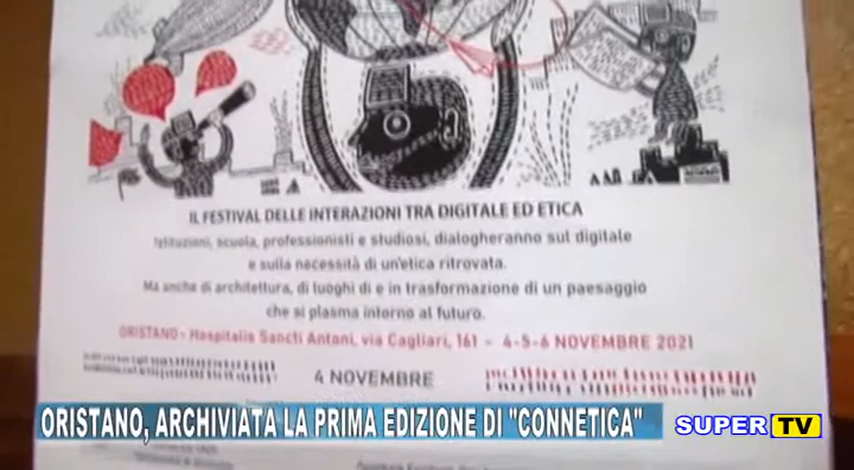 IL FESTIVAL DELLE INTERAZIONI TRA DIGITALE ED ETICA
Istituzioni, scuola, professionisti e studiosi, dialogheranno sul digitale
e sulla necessità di un'etica ritrovata.
Ma anche di architettura, di luoghi di e in trasformazione di un paesaggio
che si plasma intorno al futuro.
ORISTANO - Hospitalis Sancti Antoni, via Cagliari, 161 - 4-5-6 NOVEMBRE 2021
4 NOVEMBRE
ORISTANO, ARCHIVIATA LA PRIMA EDIZIONE DI "CONNETICA"
SUPER TV